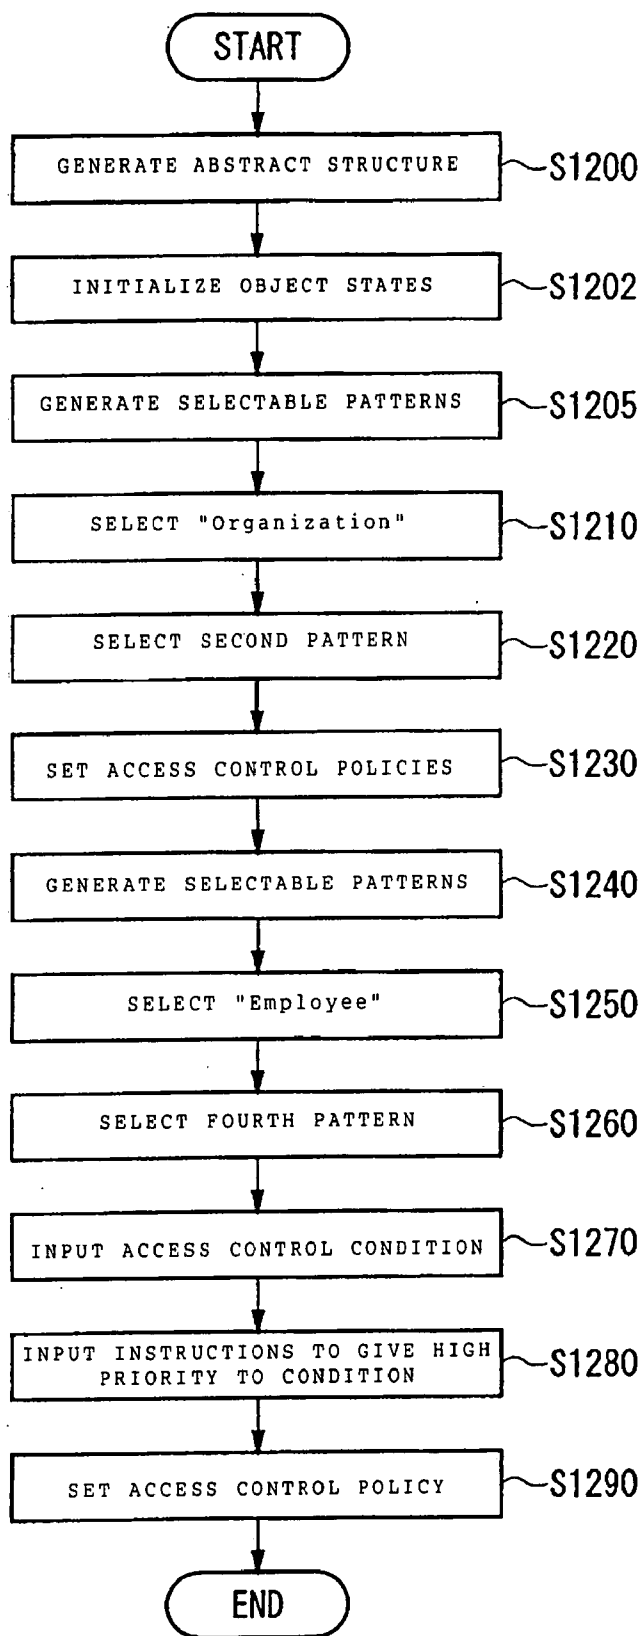 START
GENERATE ABSTRACT STRUCTURE
S1200
INITIALIZE OBJECT STATES
S1202
GENERATE SELECTABLE PATTERNS
S1205
SELECT "Organization"
S1210
SELECT SECOND PATTERN
S1220
SET ACCESS CONTROL POLICIES
S1230
GENERATE SELECTABLE PATTERNS
S1240
SELECT "Employee"
S1250
SELECT FOURTH PATTERN
S1260
INPUT ACCESS CONTROL CONDITION
S1270
INPUT INSTRUCTIONS TO GIVE HIGH
PRIORITY TO CONDITION
S1280
SET ACCESS CONTROL POLICY
S1290
END